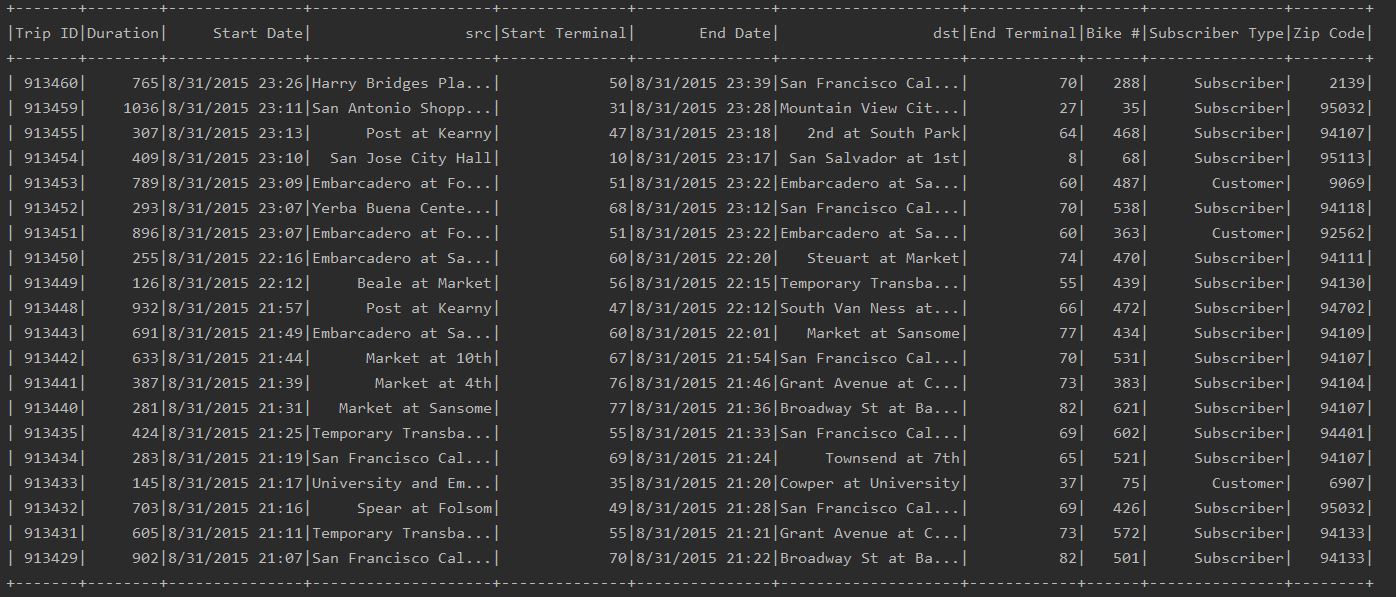 +-------+--------+---------------+--------------------+--------------+---------------+--------------------+------------+------+---------------+--------+
|Trip ID|Duration|     Start Date|                 src|Start Terminal|       End Date|                 dst|End Terminal|Bike #|Subscriber Type|Zip Code|
+-------+--------+---------------+--------------------+--------------+---------------+--------------------+------------+------+---------------+--------+
| 913460|     765|8/31/2015 23:26|Harry Bridges Pla...|            50|8/31/2015 23:39|San Francisco Cal...|          70|   288|     Subscriber|    2139|
| 913459|    1036|8/31/2015 23:11|San Antonio Shopp...|            31|8/31/2015 23:28|Mountain View Cit...|          27|    35|     Subscriber|   95032|
| 913455|     307|8/31/2015 23:13|      Post at Kearny|            47|8/31/2015 23:18|   2nd at South Park|          64|   468|     Subscriber|   94107|
| 913454|     409|8/31/2015 23:10|  San Jose City Hall|            10|8/31/2015 23:17| San Salvador at 1st|           8|    68|     Subscriber|   95113|
| 913453|     789|8/31/2015 23:09|Embarcadero at Fo...|            51|8/31/2015 23:22|Embarcadero at Sa...|          60|   487|       Customer|    9069|
| 913452|     293|8/31/2015 23:07|Yerba Buena Cente...|            68|8/31/2015 23:12|San Francisco Cal...|          70|   538|     Subscriber|   94118|
| 913451|     896|8/31/2015 23:07|Embarcadero at Fo...|            51|8/31/2015 23:22|Embarcadero at Sa...|          60|   363|       Customer|   92562|
| 913450|     255|8/31/2015 22:16|Embarcadero at Sa...|            60|8/31/2015 22:20|   Steuart at Market|          74|   470|     Subscriber|   94111|
| 913449|     126|8/31/2015 22:12|     Beale at Market|            56|8/31/2015 22:15|Temporary Transba...|          55|   439|     Subscriber|   94130|
| 913448|     932|8/31/2015 21:57|      Post at Kearny|            47|8/31/2015 22:12|South Van Ness at...|          66|   472|     Subscriber|   94702|
| 913443|     691|8/31/2015 21:49|Embarcadero at Sa...|            60|8/31/2015 22:01|   Market at Sansome|          77|   434|     Subscriber|   94109|
| 913442|     633|8/31/2015 21:44|      Market at 10th|            67|8/31/2015 21:54|San Francisco Cal...|          70|   531|     Subscriber|   94107|
| 913441|     387|8/31/2015 21:39|       Market at 4th|            76|8/31/2015 21:46|Grant Avenue at C...|          73|   383|     Subscriber|   94104|
| 913440|     281|8/31/2015 21:31|   Market at Sansome|            77|8/31/2015 21:36|Broadway St at Ba...|          82|   621|     Subscriber|   94107|
| 913435|     424|8/31/2015 21:25|Temporary Transba...|            55|8/31/2015 21:33|San Francisco Cal...|          69|   602|     Subscriber|   94401|
| 913434|     283|8/31/2015 21:19|San Francisco Cal...|            69|8/31/2015 21:24|     Townsend at 7th|          65|   521|     Subscriber|   94107|
| 913433|     145|8/31/2015 21:17|University and Em...|            35|8/31/2015 21:20|Cowper at University|          37|    75|       Customer|    6907|
| 913432|     703|8/31/2015 21:16|     Spear at Folsom|            49|8/31/2015 21:28|San Francisco Cal...|          69|   426|     Subscriber|   95032|
| 913431|     605|8/31/2015 21:11|Temporary Transba...|            55|8/31/2015 21:21|Grant Avenue at C...|          73|   572|     Subscriber|   94133|
| 913429|     902|8/31/2015 21:07|San Francisco Cal...|            70|8/31/2015 21:22|Broadway St at Ba...|          82|   501|     Subscriber|   94133|
+-------+--------+---------------+--------------------+--------------+---------------+--------------------+------------+------+---------------+--------+